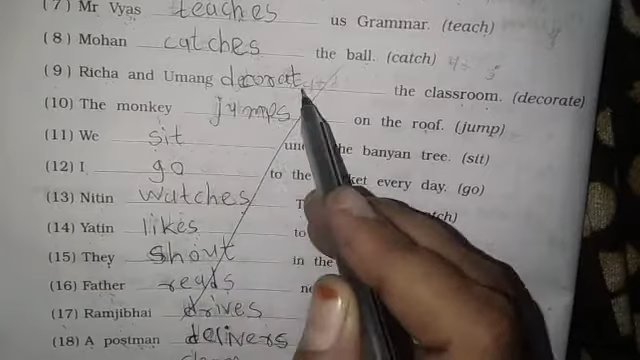 (7) Mr Vyas teaches us Grammar. (teach)
(8) Mohan catches the ball. (catch)
(9) Richa and Umang decorat the classroom. (decorate)
(10) The monkey jumps on the roof. (jump)
(11) We sit the banyan tree. (sit)
(12) I go to the every day. (go)
(13) Nitin watches
(14) Yatin likes to
(15) They shout in the
(16) Father reads
(17) Ramjibhai drives
(18) A postman delivers